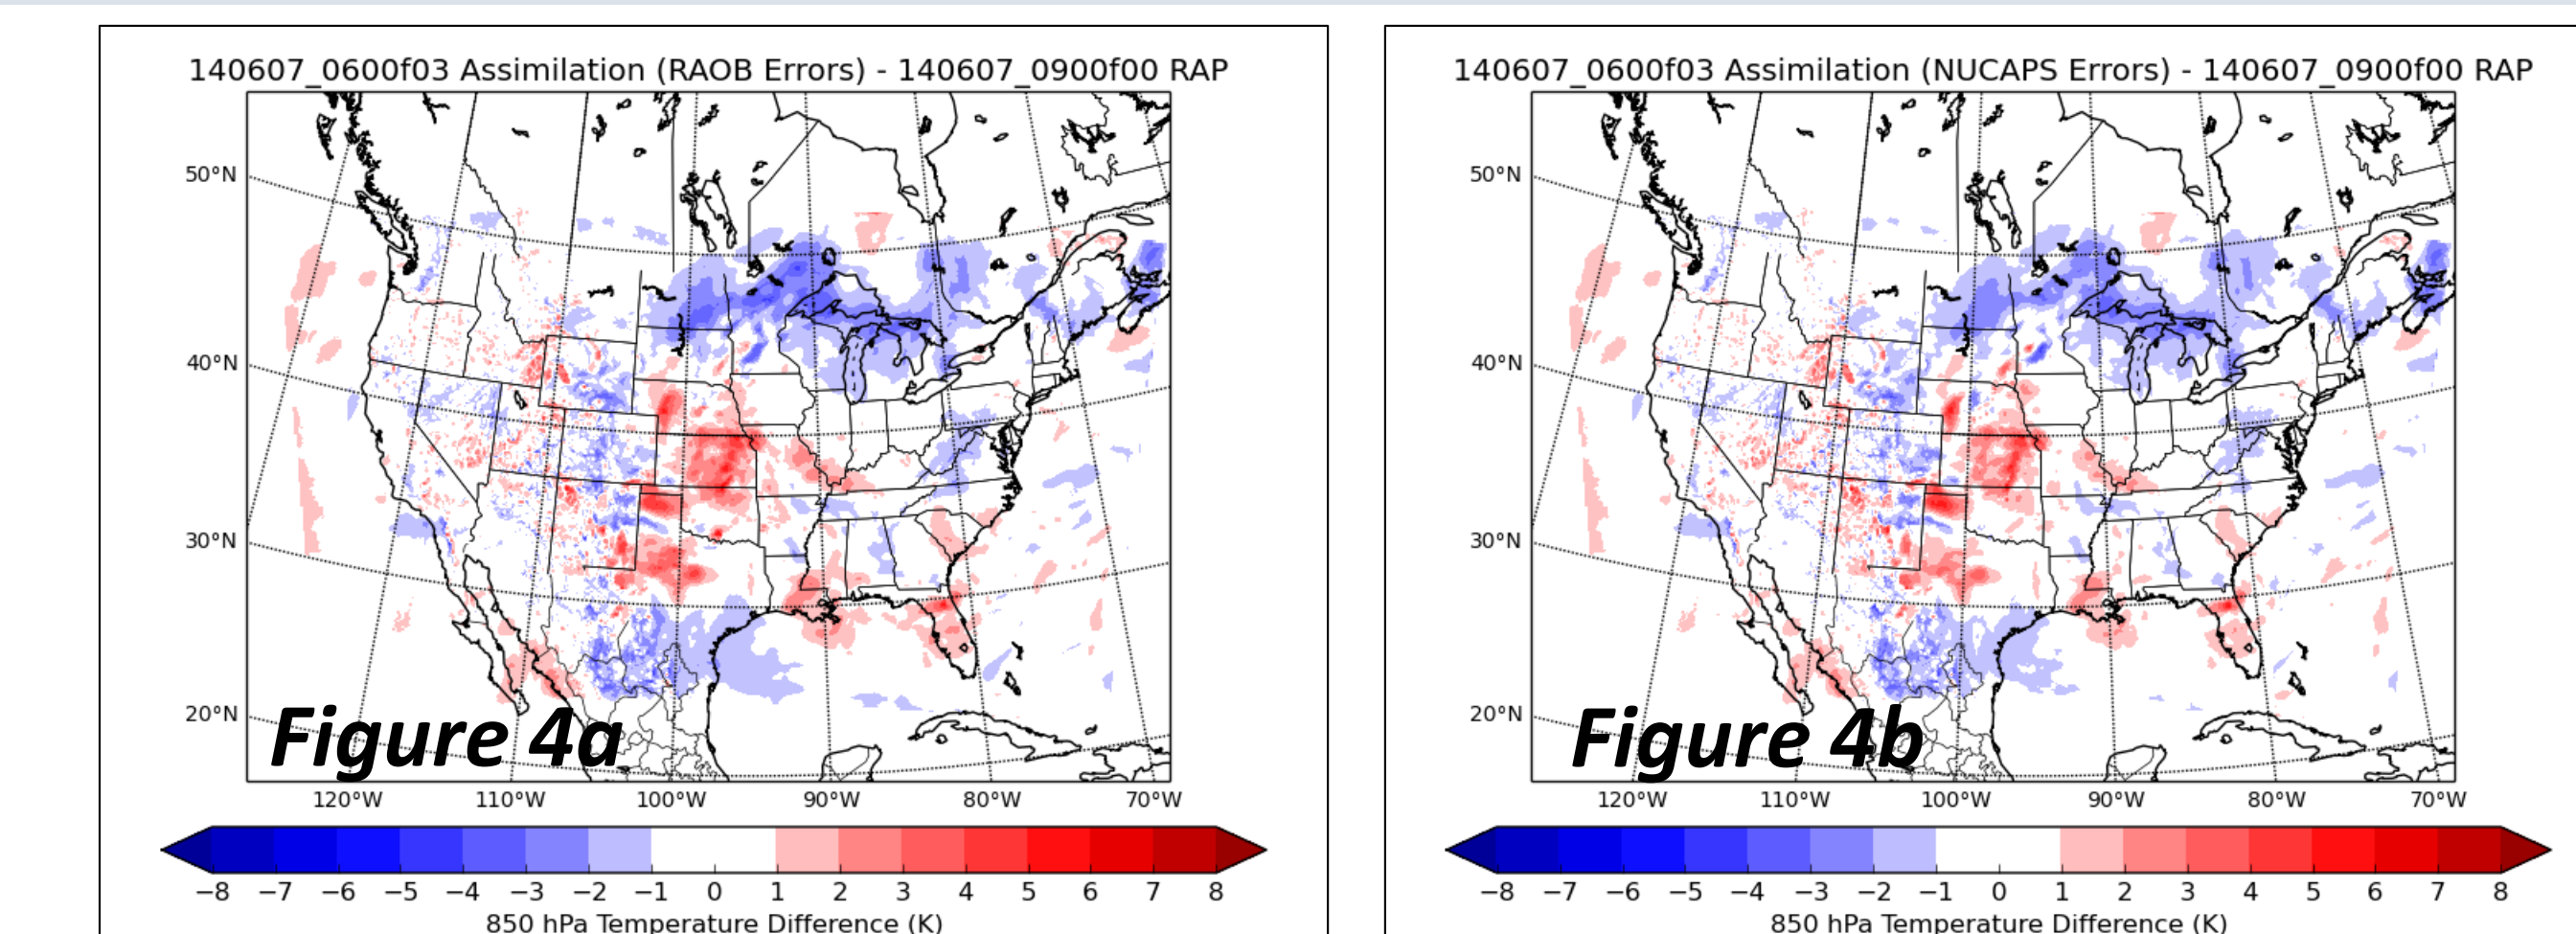 140607_0600f03 Assimilation (RAOB Errors) - 140607_0900f00 RAP
50°N
40°N
30°N
20°N
Figure 4a
120°W 110°W 100°W 90°W 80°W 70°W
−8 −7 −6 −5 −4 −3 −2 −1 0 1 2 3 4 5 6 7 8
850 hPa Temperature Difference (K)
140607_0600f03 Assimilation (NUCAPS Errors) - 140607_0900f00 RAP
50°N
40°N
30°N
20°N
Figure 4b
120°W 110°W 100°W 90°W 80°W 70°W
−8 −7 −6 −5 −4 −3 −2 −1 0 1 2 3 4 5 6 7 8
850 hPa Temperature Difference (K)